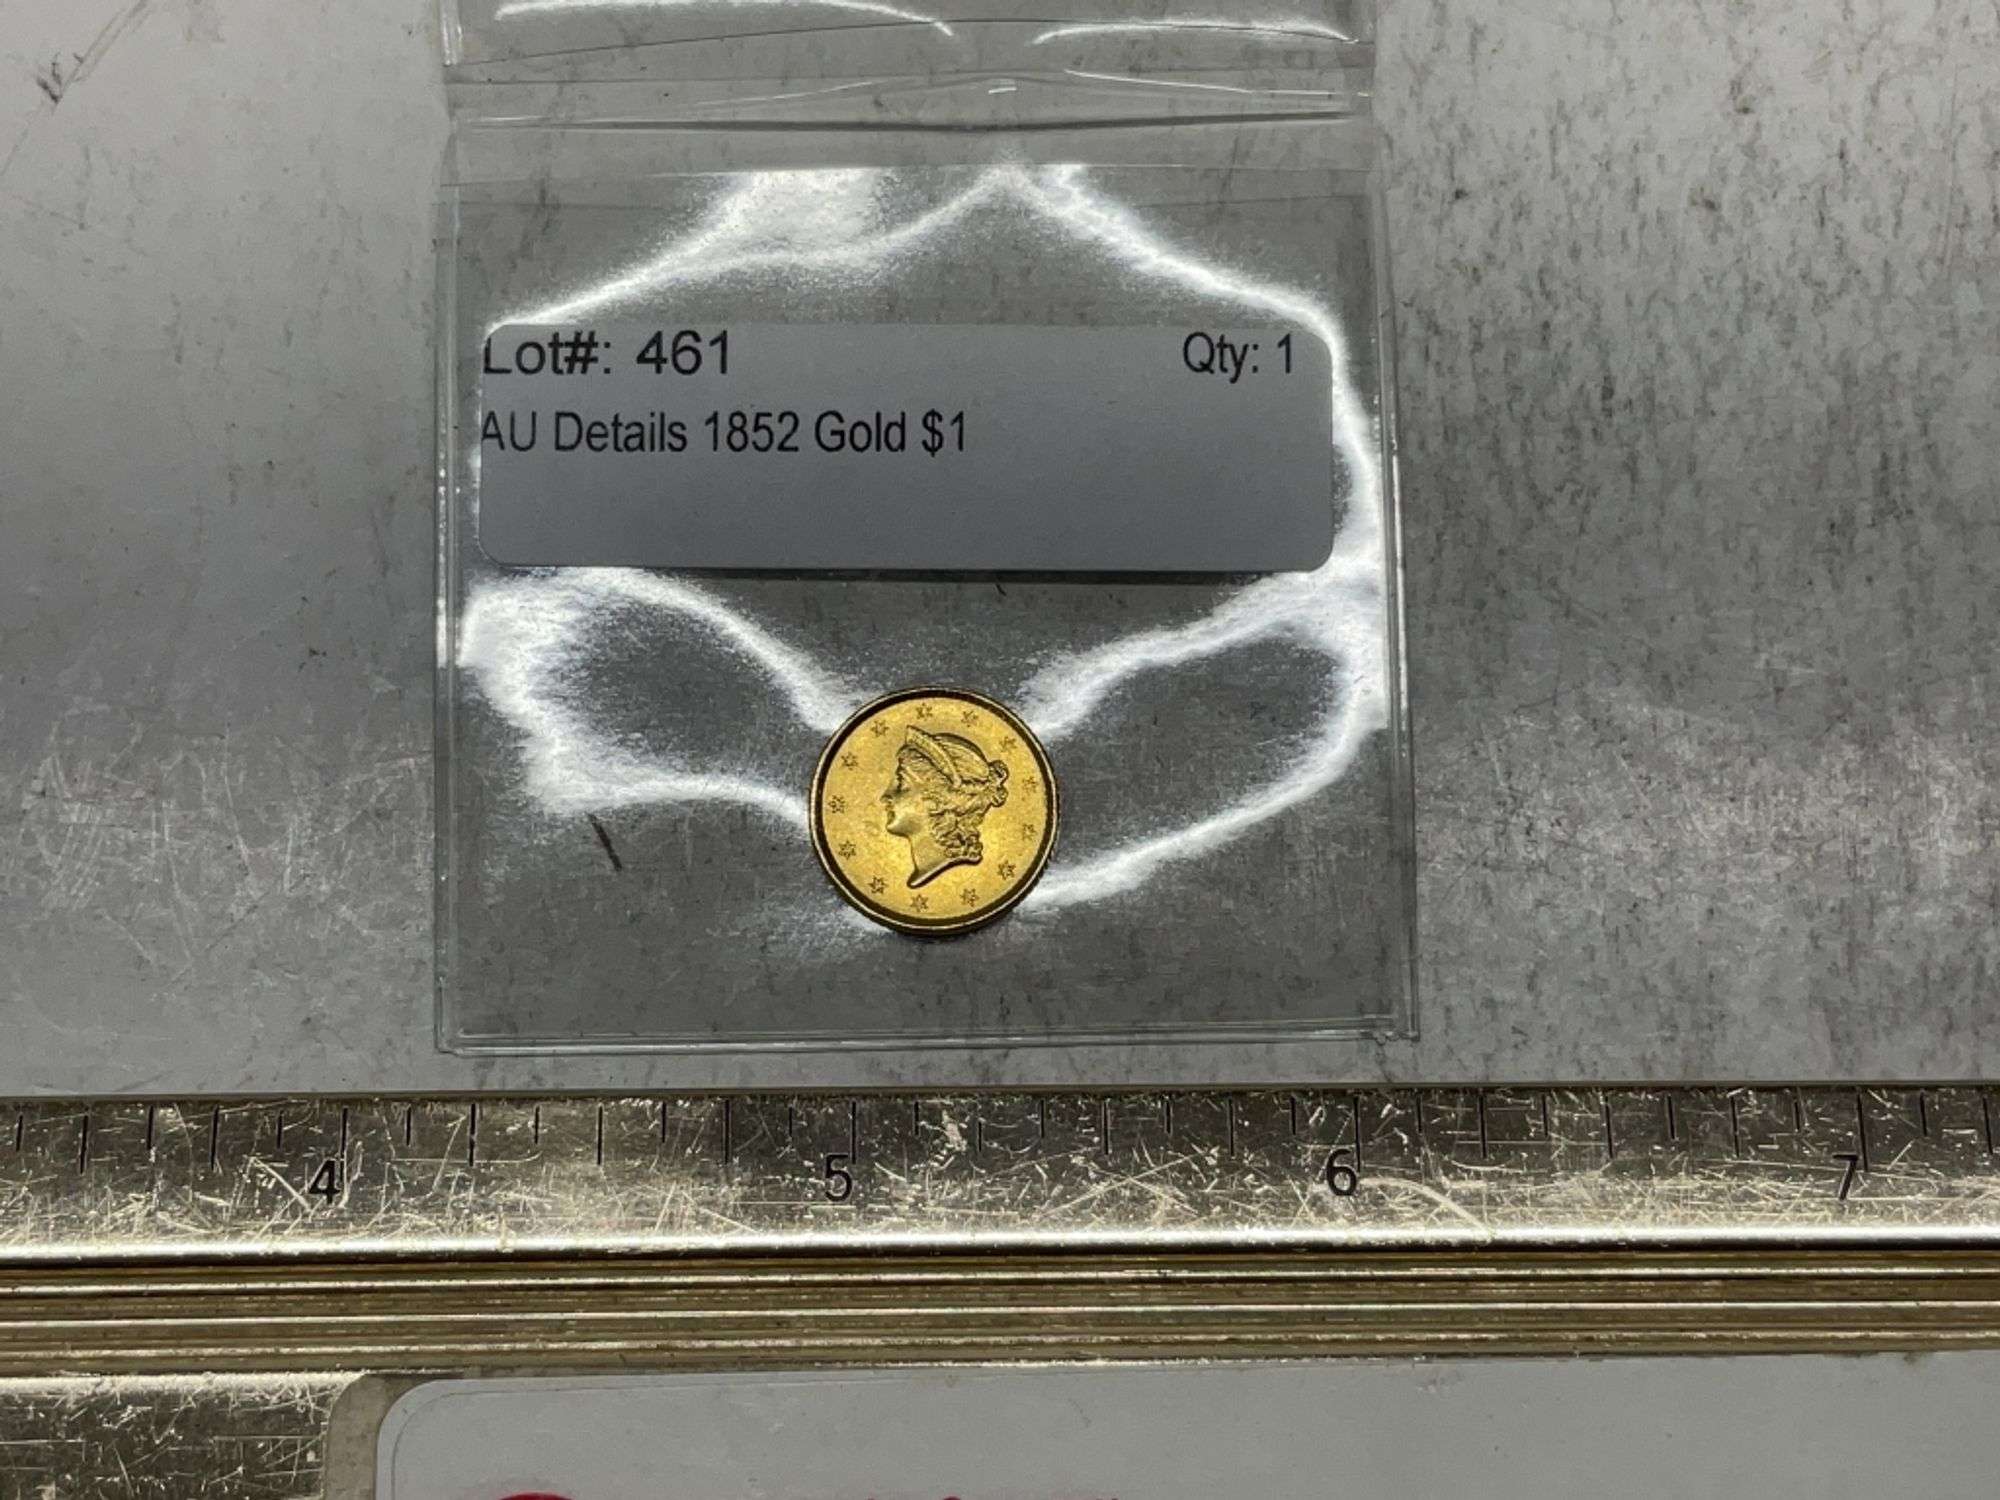 Lot#: 461 Qty: 1
AU Details 1852 Gold $1
4 5 6 7